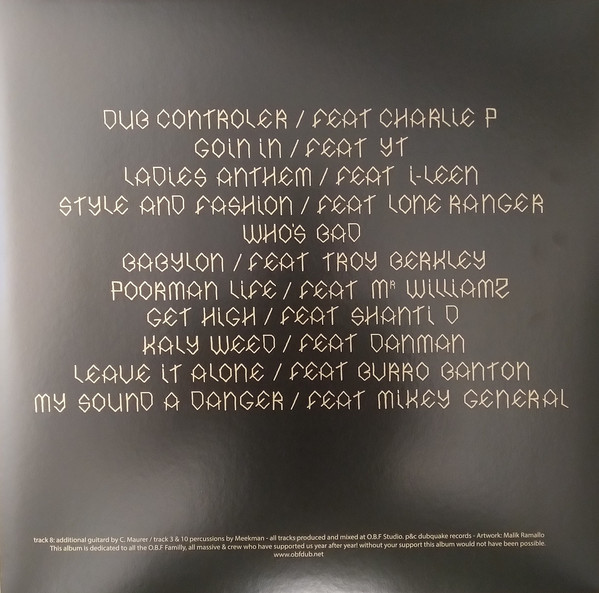 DUB CONTROLER / FEAT CHARLIE P
GOIN IN / FEAT YT
LADIES ANTHEM / FEAT I-LEEN
STYLE AND FASHION / FEAT LONE RANGER
WHO'S BAD
BABYLON / FEAT TROY BERKLEY
POORMAN LIFE / FEAT MR WILLIAMZ
GET HIGH / FEAT SHANTI D
KALY WEED / FEAT DANMAN
LEAVE IT ALONE / FEAT BURRO BANTON
MY SOUND A DANGER / FEAT MIKEY GENERAL
track 8: additional guitard by C. Maurer / track 3 & 10 percussions by Meekman - all tracks produced and mixed at O.B.F Studio. p&c dubquake records - Artwork: Malik Ramallo
This album is dedicated to all the O.B.F Familly, all massive & crew who have supported us year after year! without your support this album would not have been possible.
www.obfdub.net